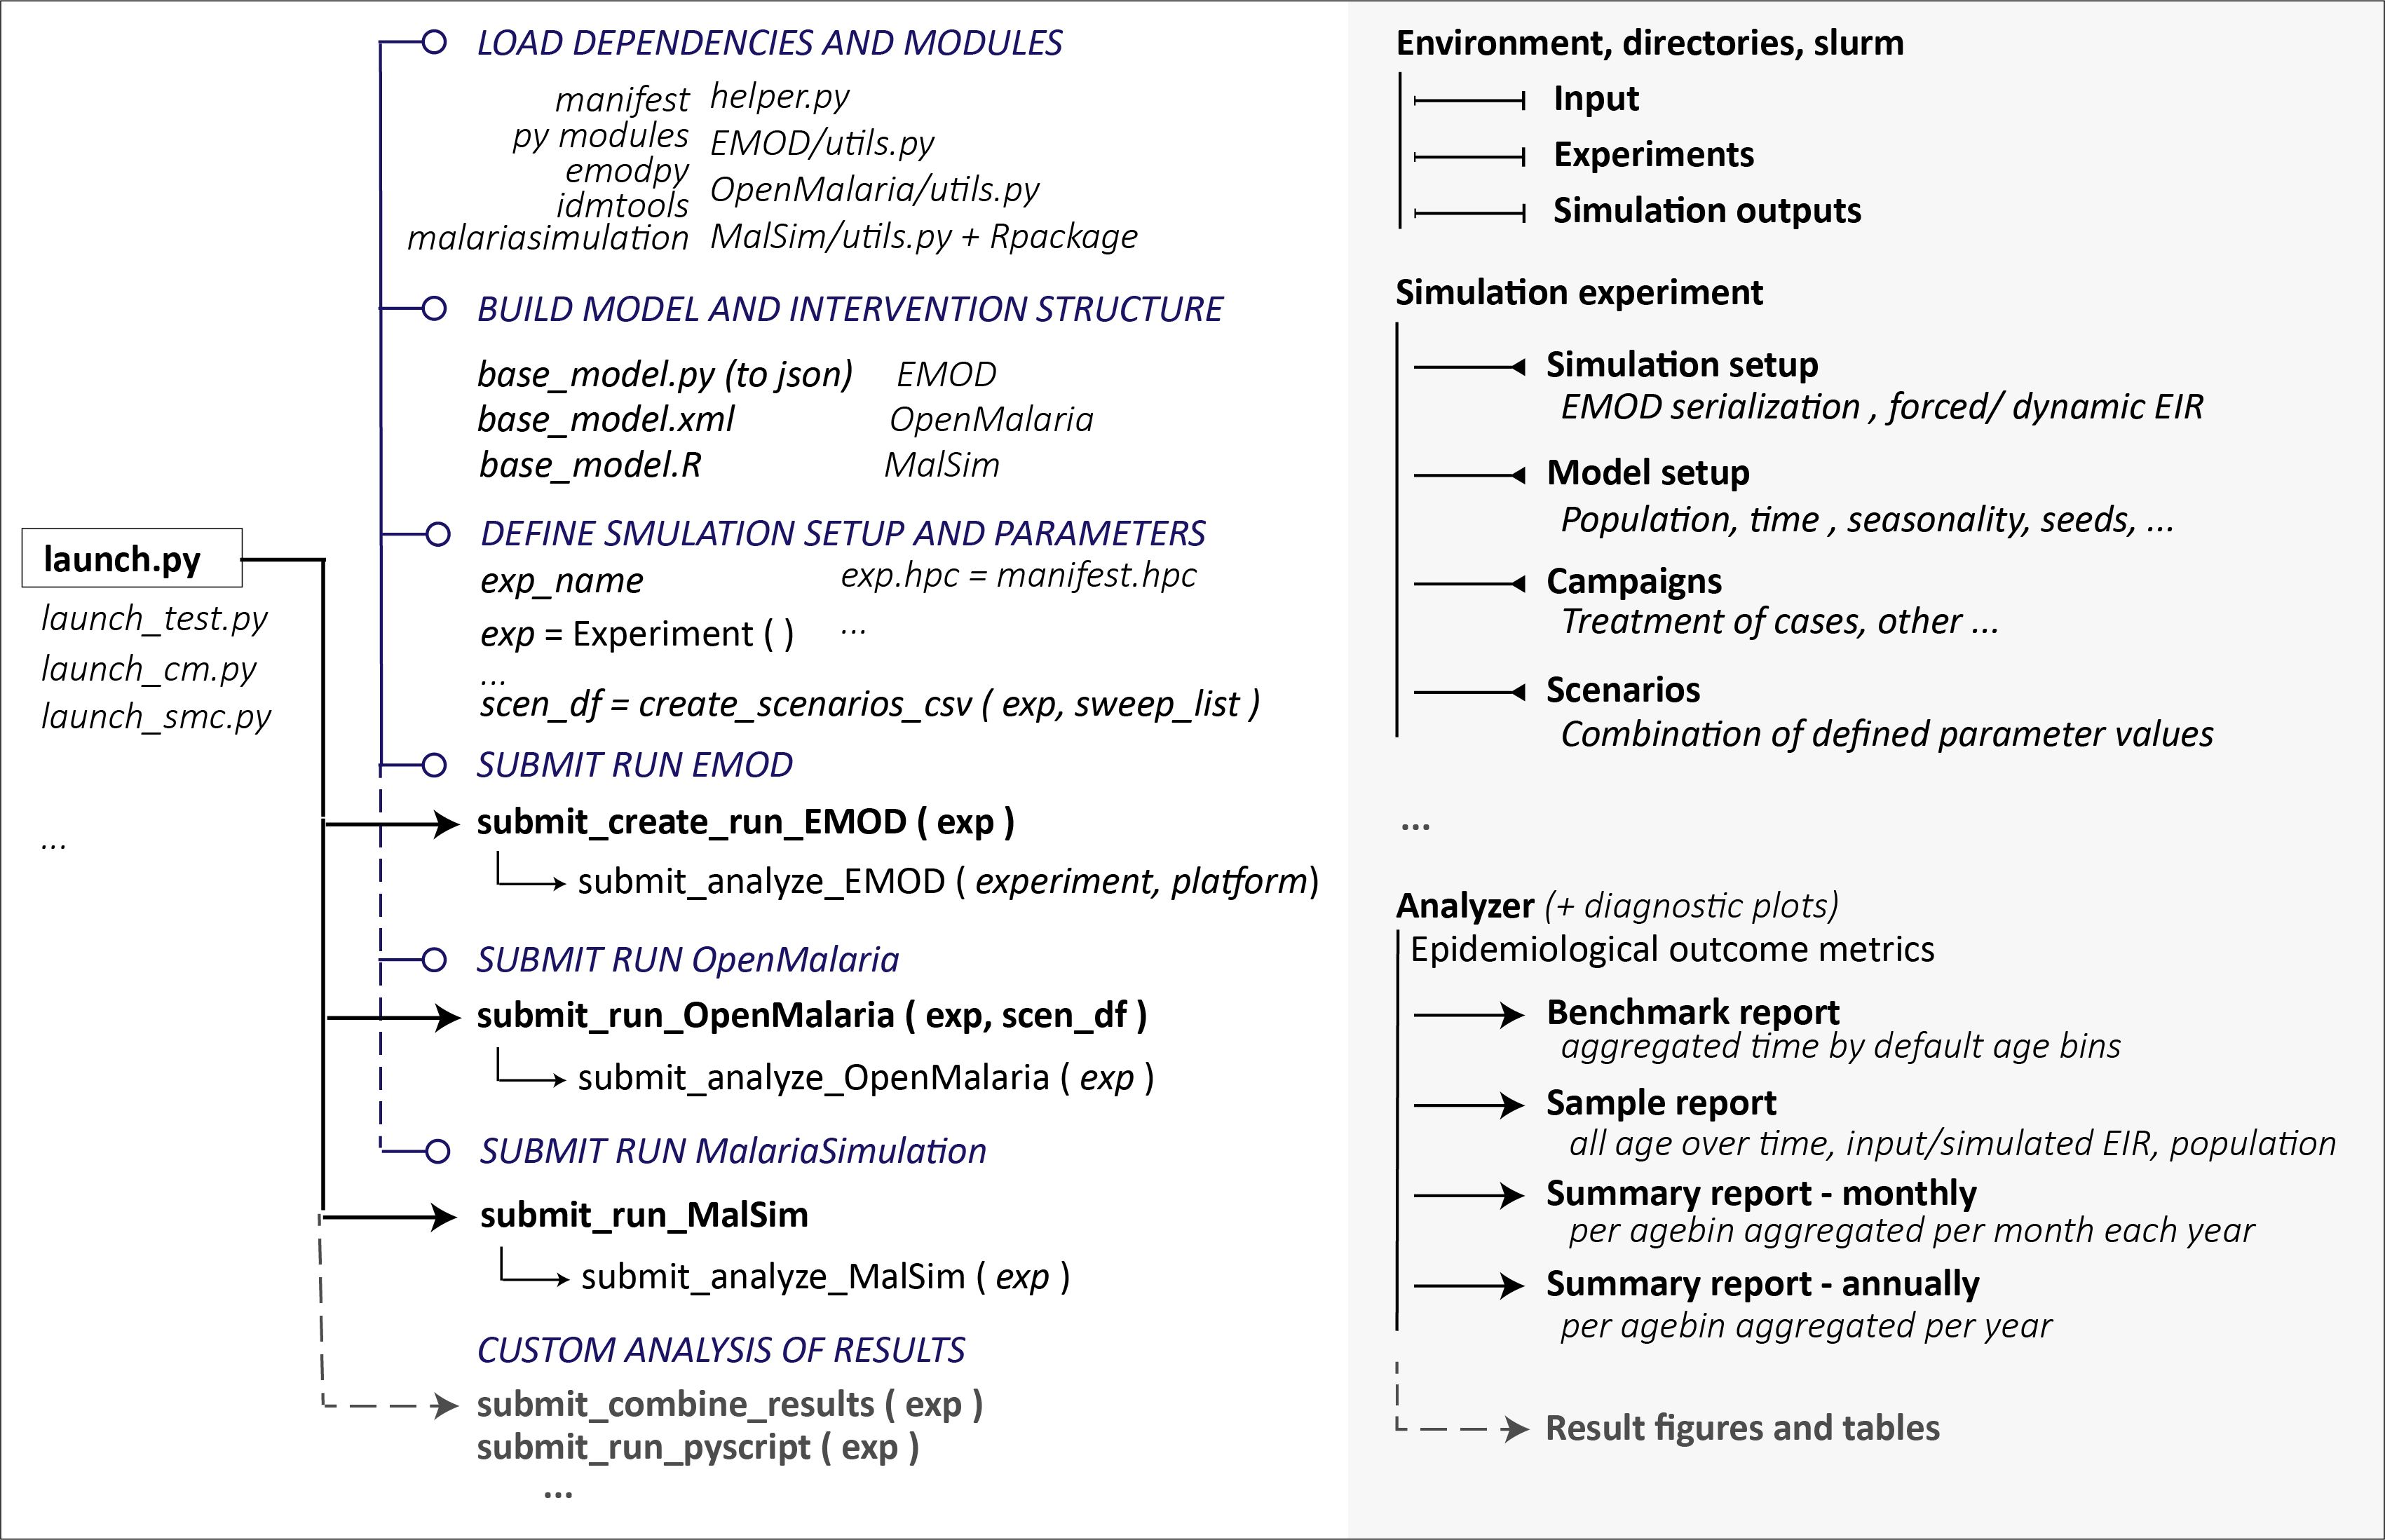 LOAD DEPENDENCIES AND MODULES
manifest helper.py
py modules EMOD/utils.py
emodpy
OpenMalaria/utils.py
idmtools
malariasimulation MalSim/utils.py + Rpackage
BUILD MODEL AND INTERVENTION STRUCTURE
base_model.py (to json) EMOD
base_model.xml OpenMalaria
base_model.R MalSim
launch.py
launch_test.py
launch_cm.py
launch_smc.py
...
DEFINE SMULATION SETUP AND PARAMETERS
exp_name exp.hpc = manifest.hpc
exp = Experiment ( ) ...
...
scen_df = create_scenarios_csv ( exp, sweep_list )
SUBMIT RUN EMOD
submit_create_run_EMOD ( exp )
submit_analyze_EMOD ( experiment, platform)
SUBMIT RUN OpenMalaria
submit_run_OpenMalaria ( exp, scen_df )
submit_analyze_OpenMalaria ( exp )
SUBMIT RUN MalariaSimulation
submit_run_MalSim
submit_analyze_MalSim ( exp )
CUSTOM ANALYSIS OF RESULTS
submit_combine_results ( exp )
submit_run_pyscript ( exp )
...
Environment, directories, slurm
Input
Experiments
Simulation outputs
Simulation experiment
Simulation setup
EMOD serialization , forced/ dynamic EIR
Model setup
Population, time , seasonality, seeds, ...
Campaigns
Treatment of cases, other ...
Scenarios
Combination of defined parameter values
...
Analyzer (+ diagnostic plots)
Epidemiological outcome metrics
Benchmark report
aggregated time by default age bins
Sample report
all age over time, input/simulated EIR, population
Summary report - monthly
per agebin aggregated per month each year
Summary report - annually
per agebin aggregated per year
Result figures and tables